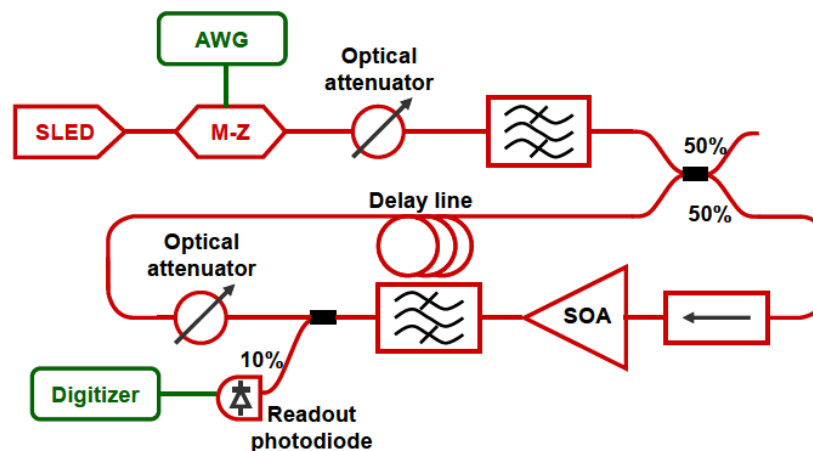 AWG
Optical
attenuator
SLED
M-Z
50%
50%
Delay line
Optical
attenuator
SOA
10%
Digitizer
Readout
photodiode